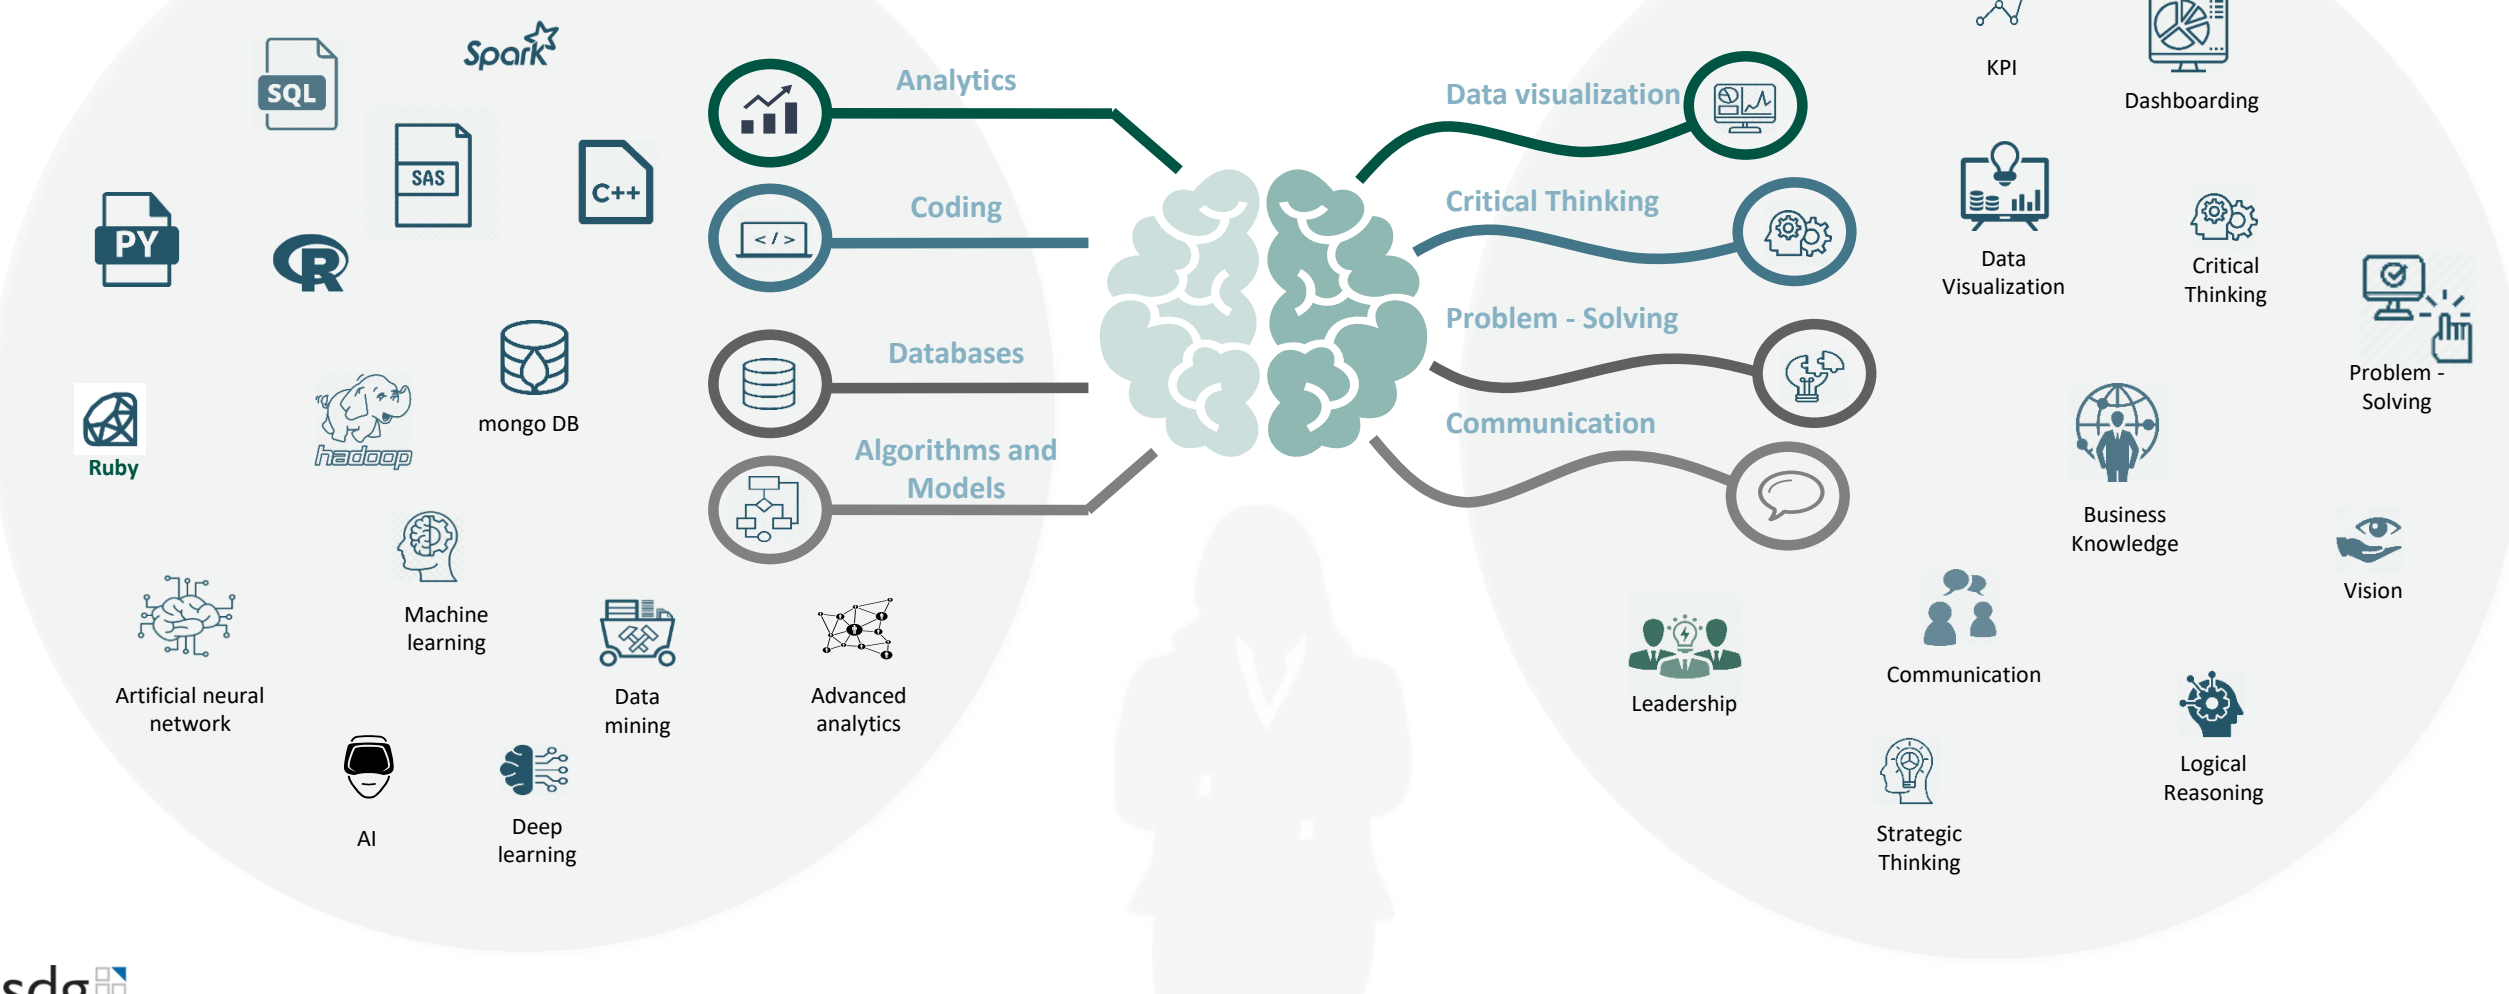 Spark
SQL
SAS
C++
PY
R
mongo DB
Ruby
hadoop
Machine
learning
Artificial neural
network
Data
mining
Advanced
analytics
AI
Deep
learning
Analytics
Coding
</>
Databases
Algorithms and
Models
Data visualization
Critical Thinking
Problem - Solving
Communication
KPI
Dashboarding
Data
Visualization
Critical
Thinking
Problem -
Solving
Business
Knowledge
Vision
Leadership
Communication
Logical
Reasoning
Strategic
Thinking
sdg